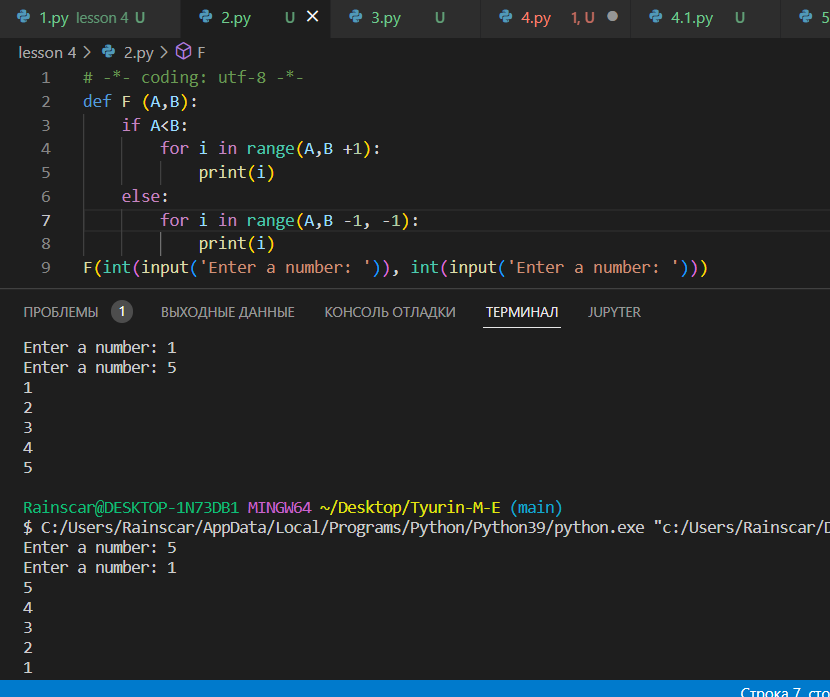 1.py lesson 4 U 2.py U 3.py U 4.py 1, U 4.1.py U 5
lesson 4 > 2.py > F
1 # -*- coding: utf-8 -*-
2 def F (A,B):
3 if A<B:
4 for i in range(A,B +1):
5 print(i)
6 else:
7 for i in range(A,B -1, -1):
8 print(i)
9 F(int(input('Enter a number: ')), int(input('Enter a number: ')))
ПРОБЛЕМЫ 1 ВЫХОДНЫЕ ДАННЫЕ КОНСОЛЬ ОТЛАДКИ ТЕРМИНАЛ JUPYTER
Enter a number: 1
Enter a number: 5
1
2
3
4
5
Rainscar@DESKTOP-1N73DB1 MINGW64 ~/Desktop/Tyurin-M-E (main)
$ C:/Users/Rainscar/AppData/Local/Programs/Python/Python39/python.exe "c:/Users/Rainscar/D
Enter a number: 5
Enter a number: 1
5
4
3
2
1
Строка 7, сто